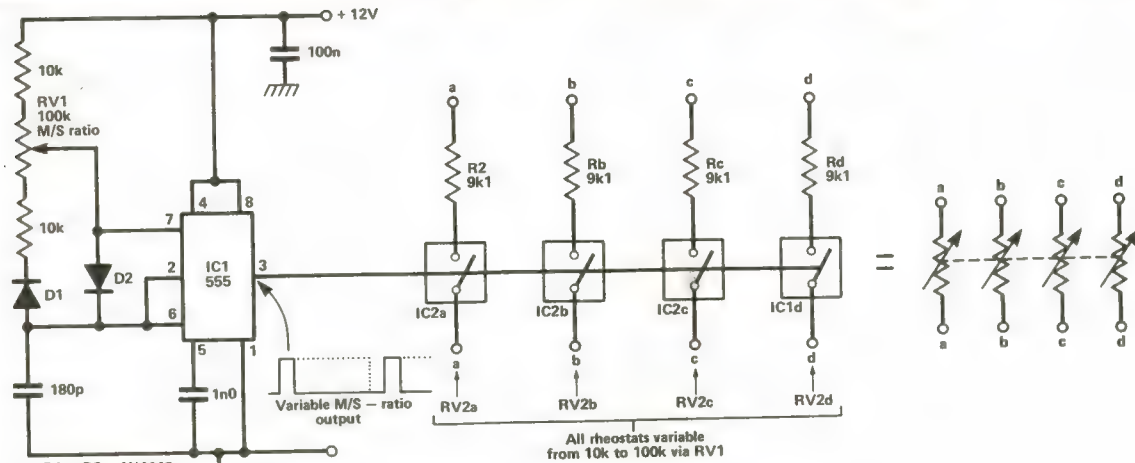 + 12V
100n
10k
RV1
100k
M/S ratio
10k
D1
D2
180p
7
2
6
4
8
IC1
555
3
5
1
1n0
Variable M/S – ratio
output
a
b
c
d
R2
9k1
Rb
9k1
Rc
9k1
Rd
9k1
IC2a
IC2b
IC2c
IC1d
a
b
c
d
RV2a
RV2b
RV2c
RV2d
All rheostats variable
from 10k to 100k via RV1
=
a
b
c
d
a
b
c
d